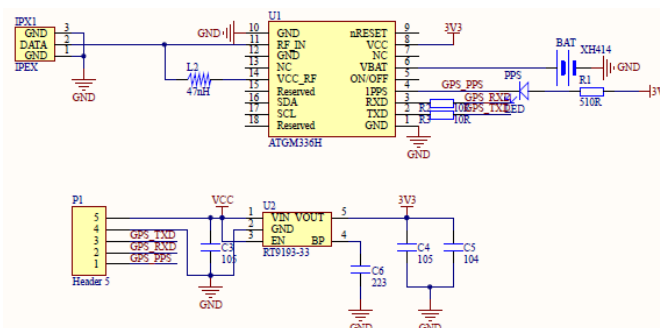 IPX1
GND 3
DATA 2
GND 1
IPEX
GND
L2
47nH
U1
GND
10 GND nRESET 9
11 RF_IN VCC 8
12 GND NC 7
13 NC VBAT 6
14 VCC_RF ON/OFF 5
15 Reserved 1PPS 4
16 SDA RXD 3
17 SCL TXD 2
18 Reserved GND 1
ATGM336H
3V3
BAT XH414
GND
GPS_PPS PPS R1
510R 3V
GPS_RXD
R2 10R LED
GPS_TXD
R3 10R
GND
P1
5
4
GPS_TXD 3
GPS_RXD 2
GPS_PPS 1
Header 5
VCC
C3
105
GND
U2
1 VIN VOUT 5
2 GND
3 EN BP 4
RT9193-33
3V3
C6
223
GND
C4
105
C5
104
GND